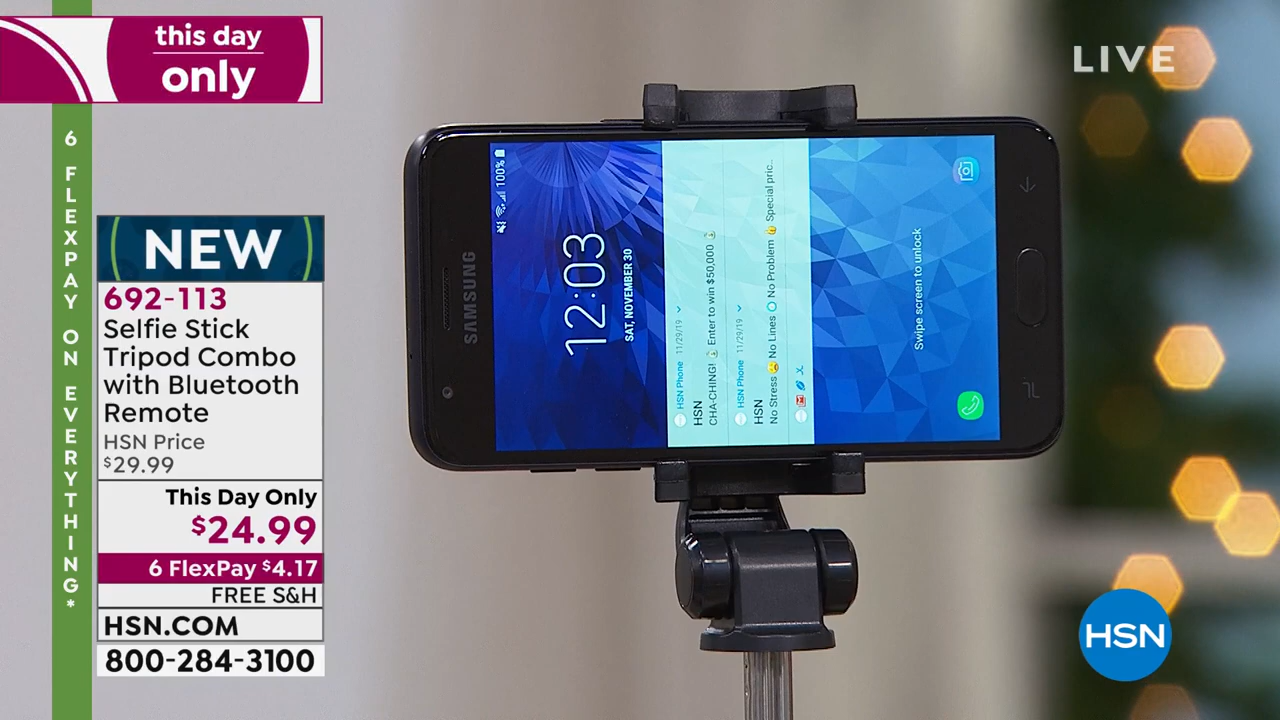 this day
only
LIVE
6 FLEXPAY ON EVERYTHING*
NEW
692-113
Selfie Stick
Tripod Combo
with Bluetooth
Remote
HSN Price
$29.99
This Day Only
$24.99
6 FlexPay $4.17
FREE S&H
HSN.COM
800-284-3100
SAMSUNG
100%
12:03
SAT, NOVEMBER 30
HSN Phone 11/29/19
HSN
CHA-CHING! 💰 Enter to win $50,000 💰
HSN Phone 11/29/19
HSN
No Stress No Lines No Problem Special pric...
Swipe screen to unlock
HSN